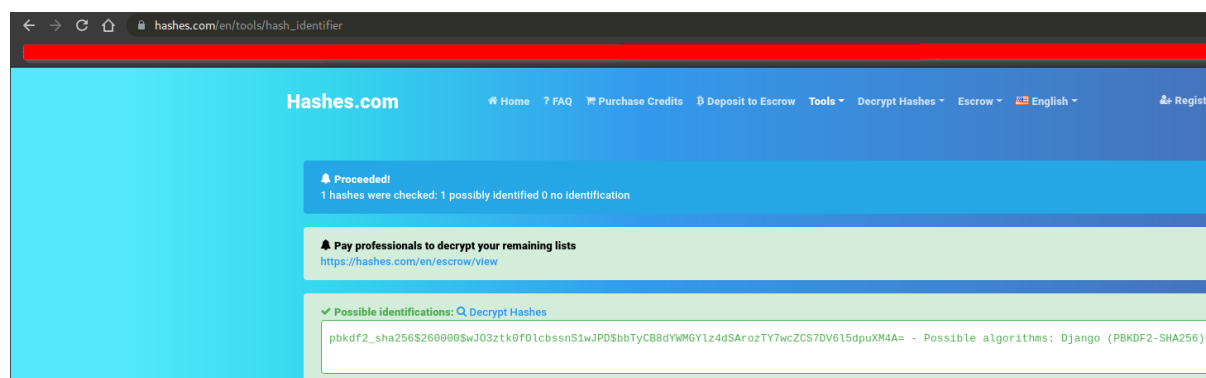 hashes.com/en/tools/hash_identifier
Hashes.com Home ? FAQ Purchase Credits Deposit to Escrow Tools Decrypt Hashes Escrow English Regist
Proceeded!
1 hashes were checked: 1 possibly identified 0 no identification
Pay professionals to decrypt your remaining lists
https://hashes.com/en/escrow/view
Possible identifications: Decrypt Hashes
pbkdf2_sha256$260000$wJO3ztk0fOlcbssnS1wJPD$bbTyCB8dYWMGYlz4dSArozTY7wcZCS7DV6l5dpuXM4A= - Possible algorithms: Django (PBKDF2-SHA256)